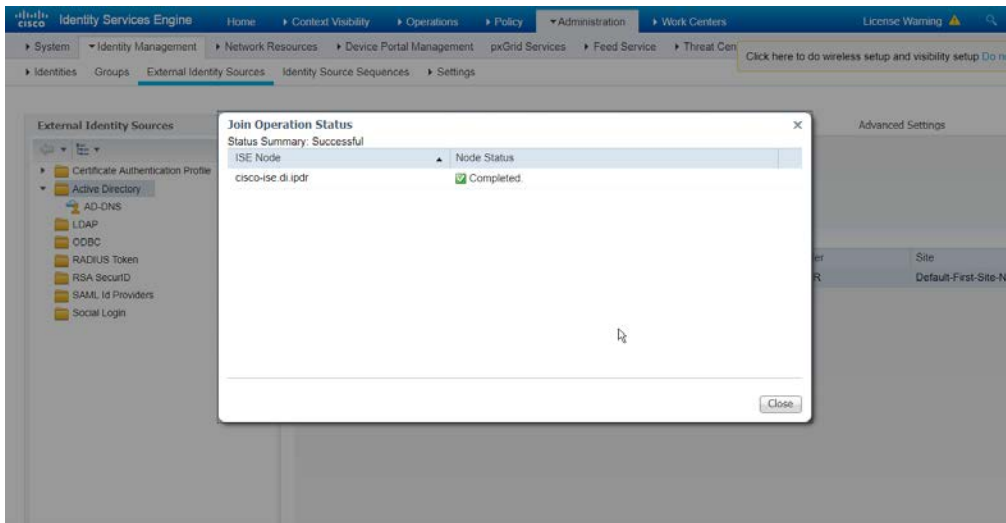 cisco Identity Services Engine Home Context Visibility Operations Policy Administration Work Centers License Warning
System Identity Management Network Resources Device Portal Management pxGrid Services Feed Service Threat Cen
Click here to do wireless setup and visibility setup Do n
Identities Groups External Identity Sources Identity Source Sequences Settings
External Identity Sources
Certificate Authentication Profile
Active Directory
AD-DNS
LDAP
ODBC
RADIUS Token
RSA SecurID
SAML Id Providers
Social Login
Join Operation Status
Status Summary: Successful
ISE Node Node Status
cisco-ise.di.ipdr Completed.
Close
Advanced Settings
er Site
R Default-First-Site-N